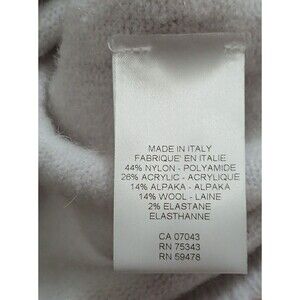 MADE IN ITALY
FABRIQUE' EN ITALIE
44% NYLON - POLYAMIDE
26% ACRYLIC - ACRYLIQUE
14% ALPAKA - ALPAKA
14% WOOL - LAINE
2% ELASTANE
ELASTHANNE
CA 07043
RN 75343
RN 59478